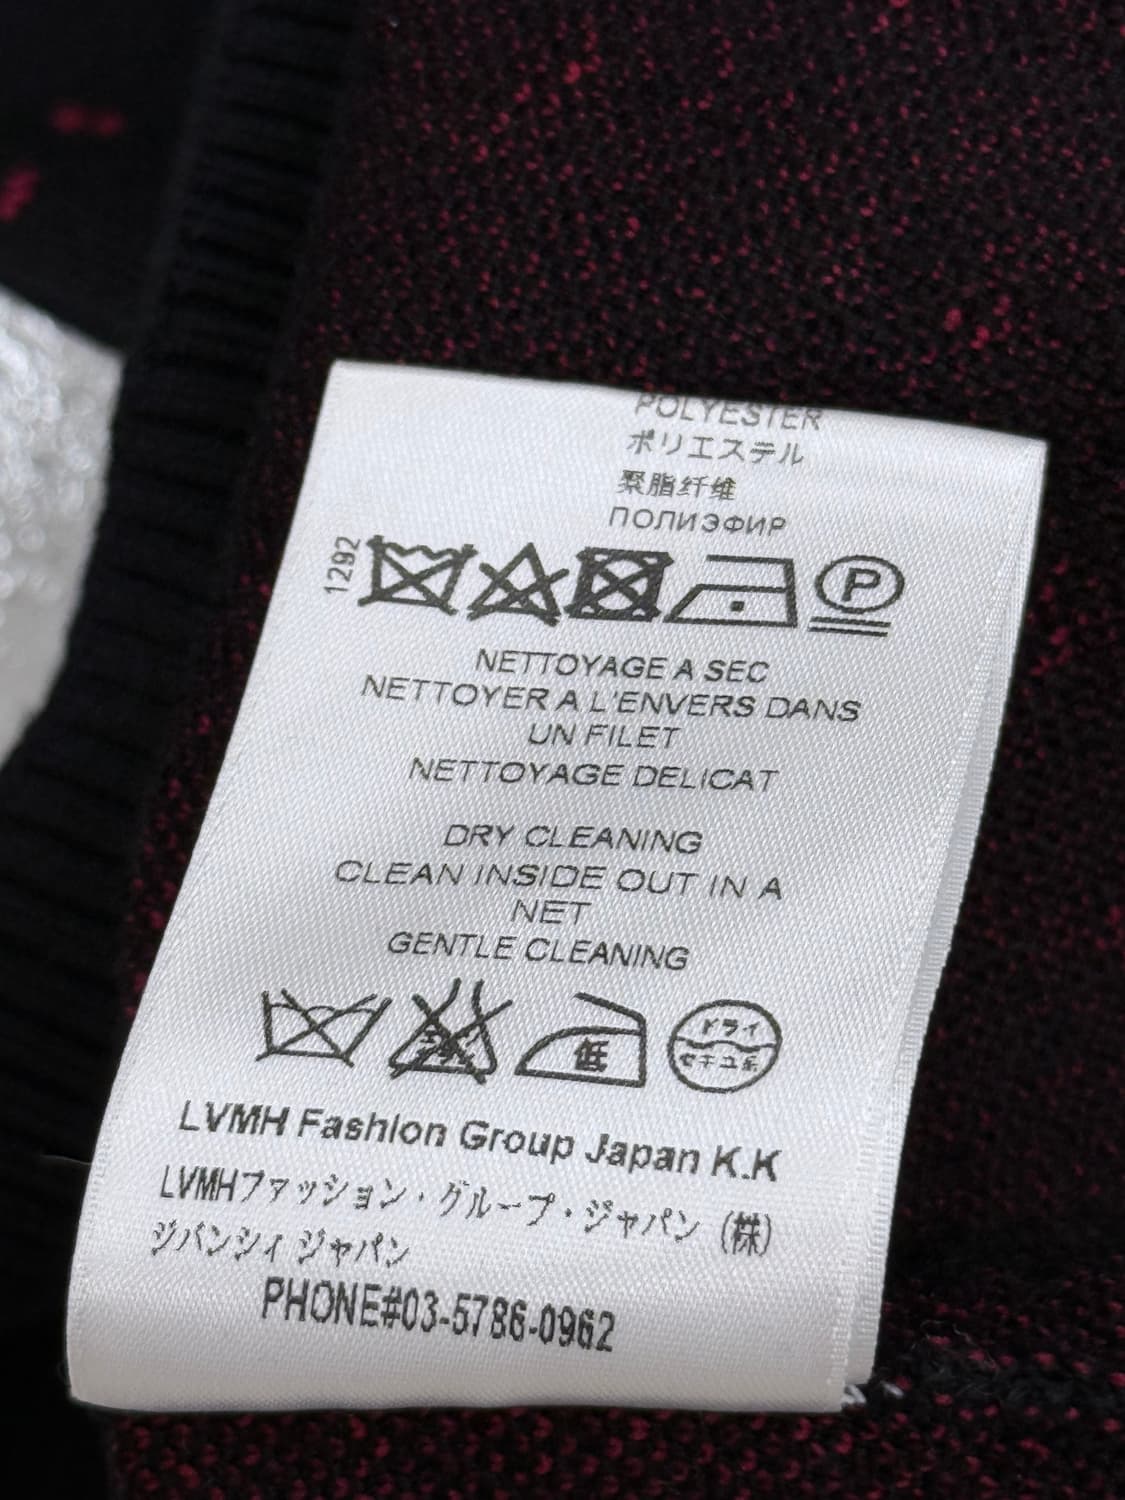 POLYESTER
ポリエステル
聚脂纤维
ПОЛИЭФИР
1292
P
NETTOYAGE A SEC
NETTOYER A L'ENVERS DANS
UN FILET
NETTOYAGE DELICAT
DRY CLEANING
CLEAN INSIDE OUT IN A
NET
GENTLE CLEANING
低
ドライ
セキユ系
LVMH Fashion Group Japan K.K
LVMHファッション・グループ・ジャパン (株)
ジバンシィ ジャパン
PHONE#03-5786-0962